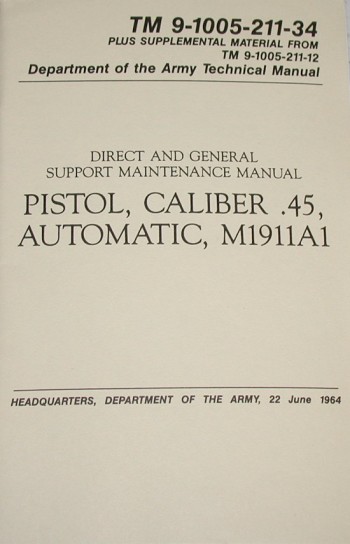 TM 9-1005-211-34
PLUS SUPPLEMENTAL MATERIAL FROM
TM 9-1005-211-12
Department of the Army Technical Manual
DIRECT AND GENERAL
SUPPORT MAINTENANCE MANUAL
PISTOL, CALIBER .45,
AUTOMATIC, M1911A1
HEADQUARTERS, DEPARTMENT OF THE ARMY, 22 June 1964